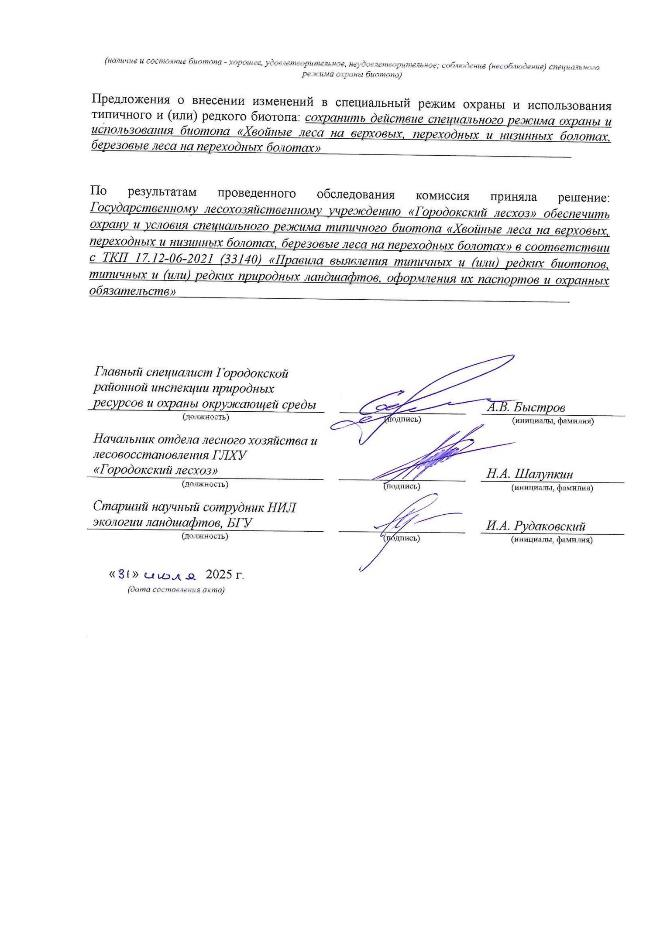 (наличие и состояние биотопа - хорошее, удовлетворительное, неудовлетворительное; соблюдение (несоблюдение) специального
режима охраны биотопа)
Предложения о внесении изменений в специальный режим охраны и использования
типичного и (или) редкого биотопа: сохранить действие специального режима охраны и
использования биотопа «Хвойные леса на верховых, переходных и низинных болотах,
березовые леса на переходных болотах»
По результатам проведенного обследования комиссия приняла решение:
Государственному лесохозяйственному учреждению «Городокский лесхоз» обеспечить
охрану и условия специального режима типичного биотопа «Хвойные леса на верховых,
переходных и низинных болотах, березовые леса на переходных болотах» в соответствии
с ТКП 17.12-06-2021 (33140) «Правила выявления типичных и (или) редких биотопов,
типичных и (или) редких природных ландшафтов, оформления их паспортов и охранных
обязательств»
Главный специалист Городокской
районной инспекции природных
ресурсов и охраны окружающей среды А.В. Быстров
(должность) (подпись) (инициалы, фамилия)
Начальник отдела лесного хозяйства и
лесовосстановления ГЛХУ
«Городокский лесхоз» Н.А. Шалупкин
(должность) (подпись) (инициалы, фамилия)
Старший научный сотрудник НИЛ
экологии ландшафтов, БГУ И.А. Рудаковский
(должность) (подпись) (инициалы, фамилия)
«31» июля 2025 г.
(дата составления акта)